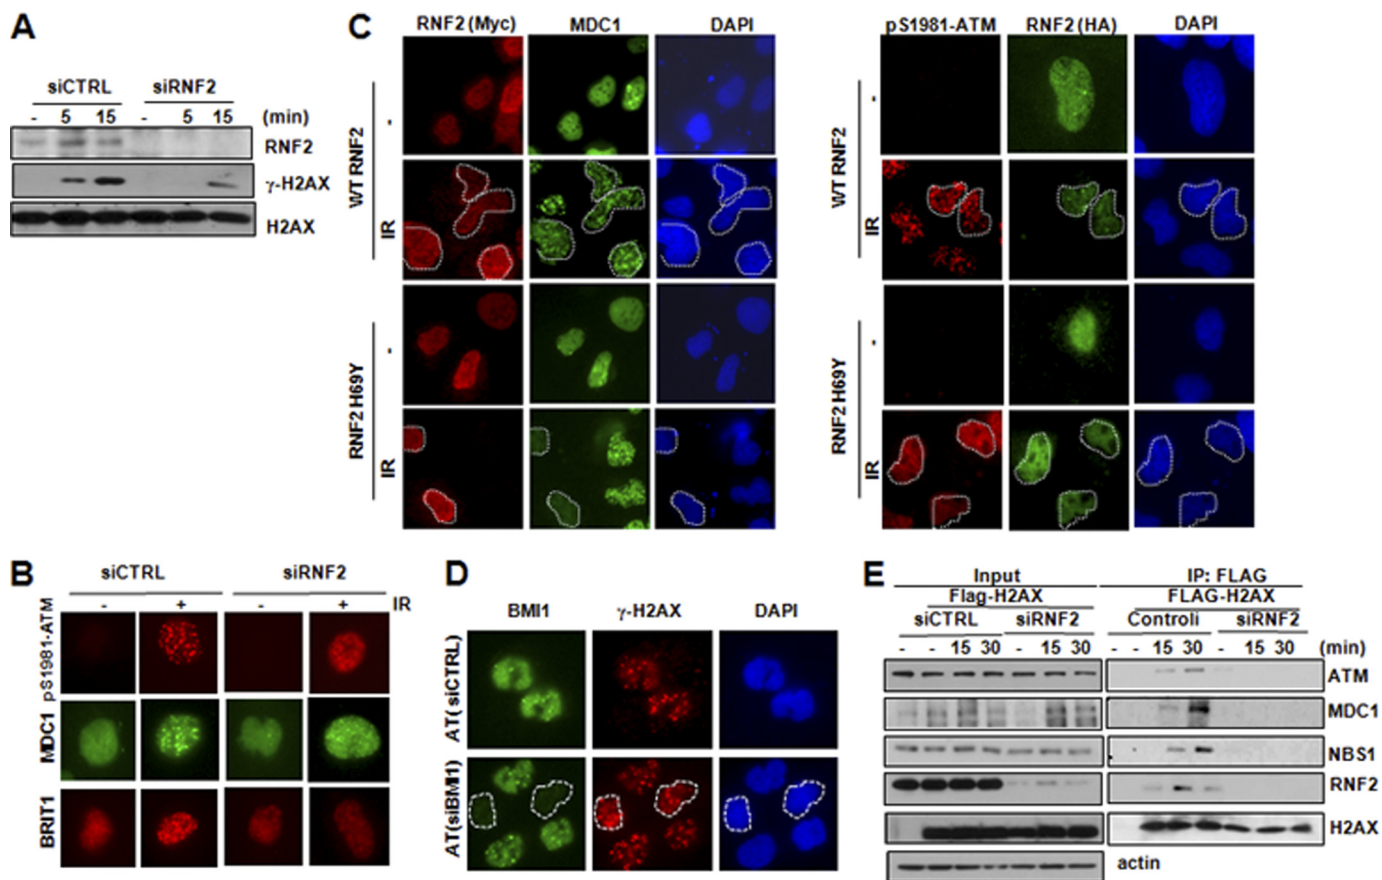 A
siCTRL siRNF2
- 5 15 - 5 15 (min)
RNF2
γ-H2AX
H2AX
C
RNF2 (Myc) MDC1 DAPI
WT RNF2
-
IR
RNF2 H69Y
-
IR
pS1981-ATM RNF2 (HA) DAPI
WT RNF2
-
IR
RNF2 H69Y
-
IR
B
siCTRL siRNF2
- + - + IR
pS1981-ATM
MDC1
BRIT1
D
BMI1 γ-H2AX DAPI
AT( siCTRL)
AT(siBMI1)
E
Input IP: FLAG
Flag-H2AX FLAG-H2AX
siCTRL siRNF2 Controli siRNF2
- - 15 30 - 15 30 - - 15 30 - 15 30 (min)
ATM
MDC1
NBS1
RNF2
H2AX
actin